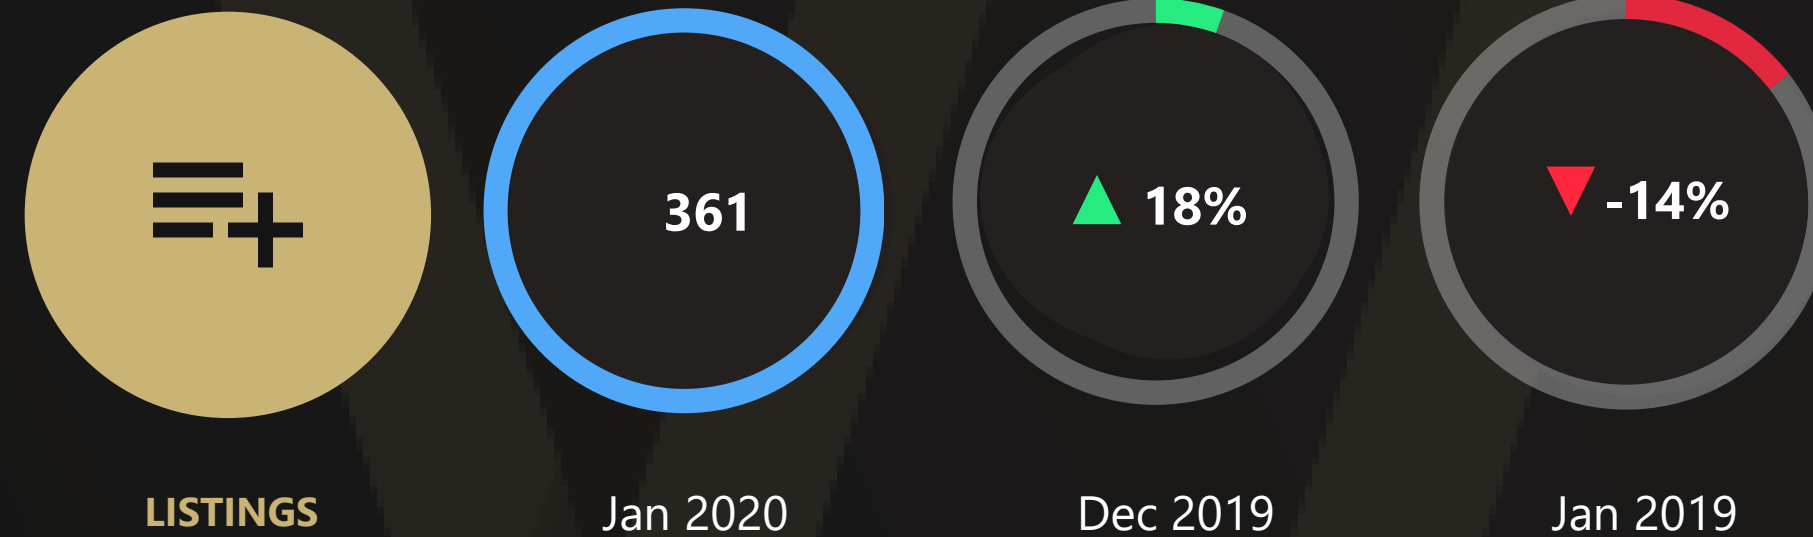 361
▲ 18%
▼ -14%
LISTINGS
Jan 2020
Dec 2019
Jan 2019